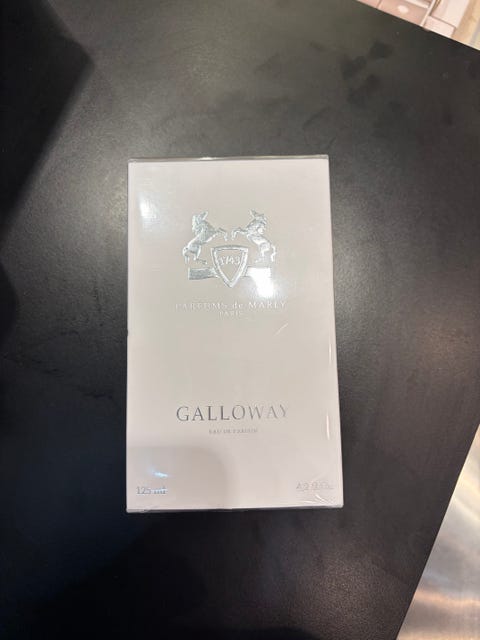 1743
PARFUMS de MARLY
PARIS
GALLOWAY
EAU DE PARFUM
125 ml